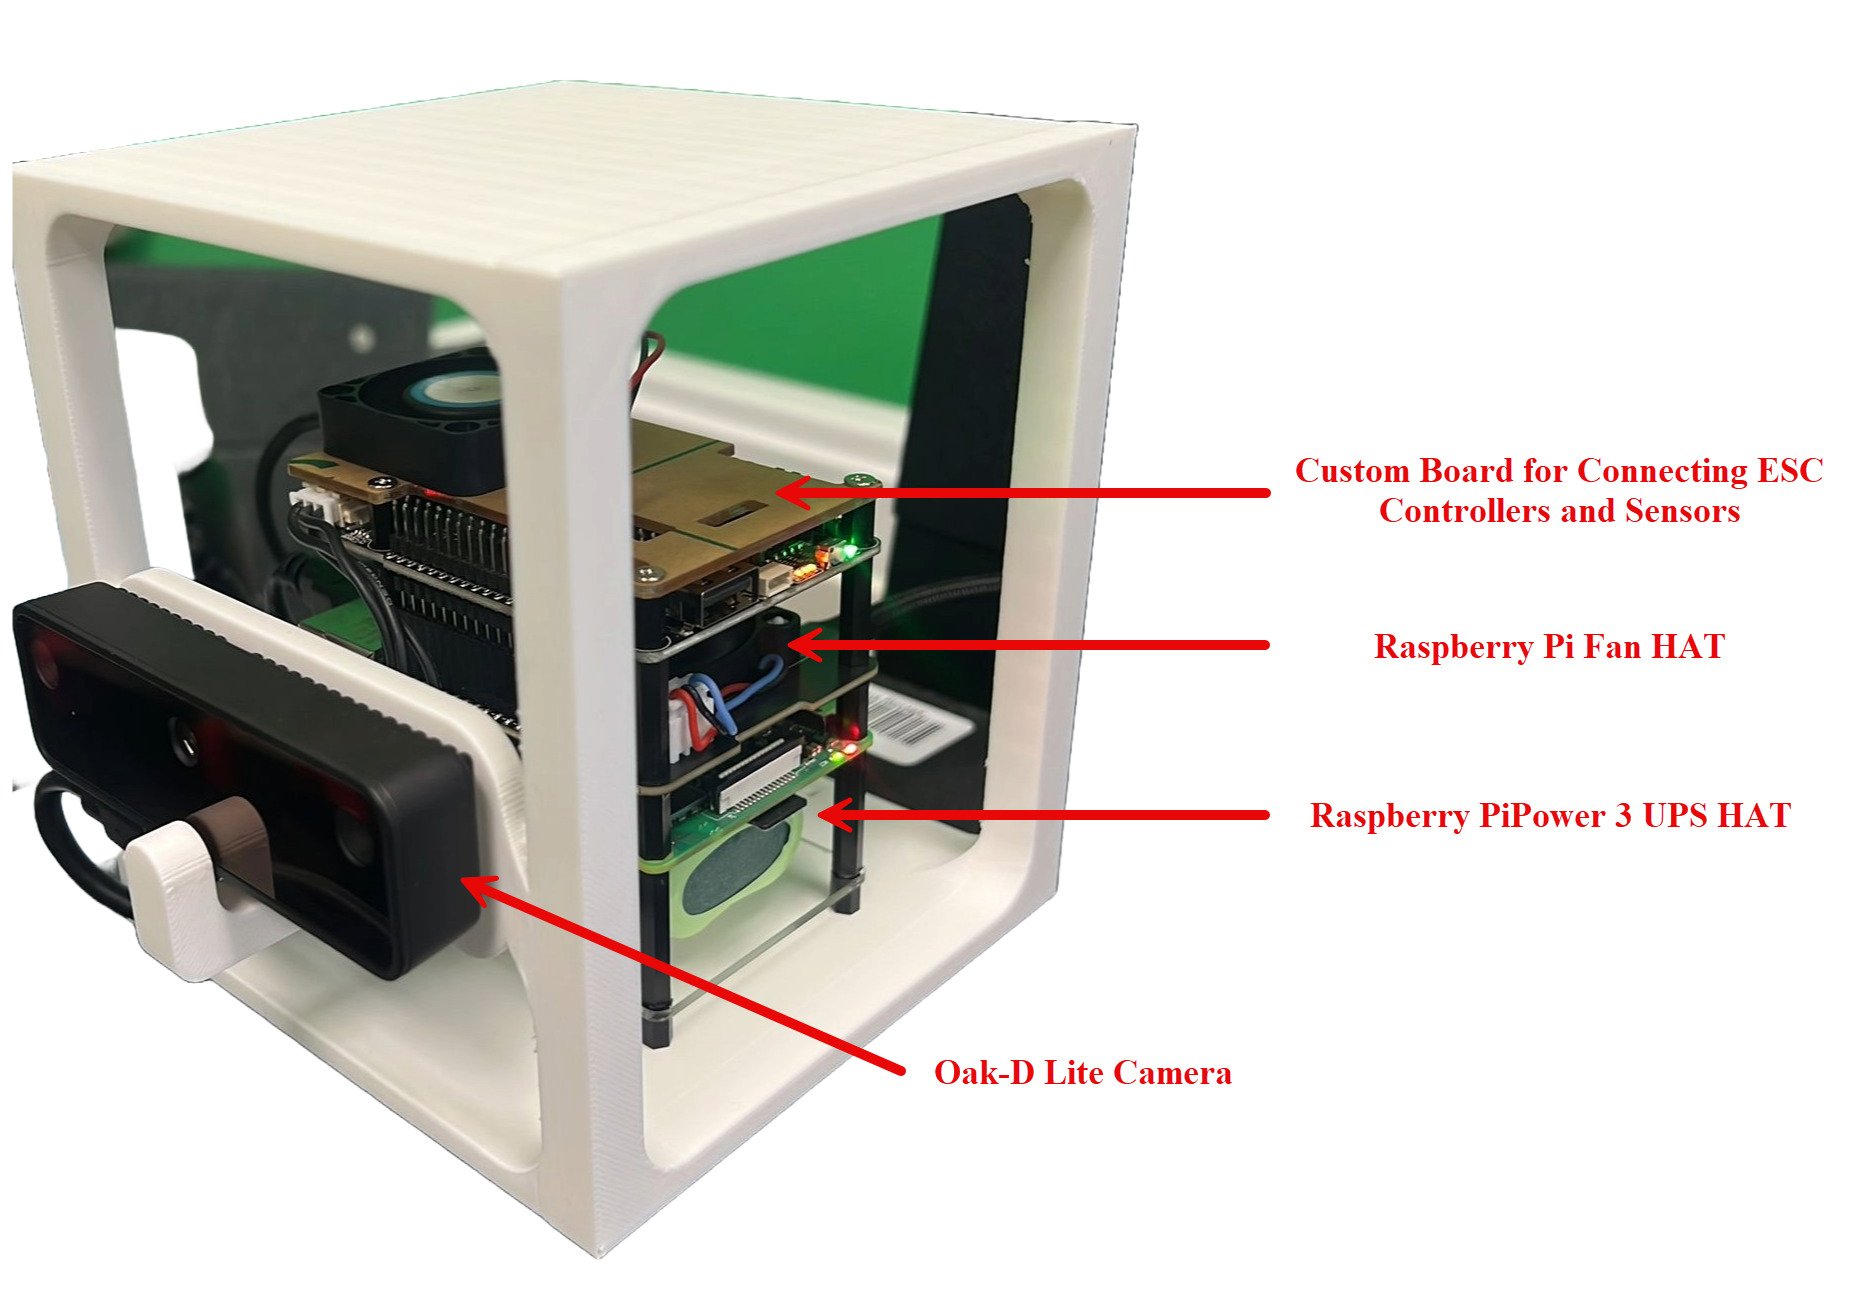 Custom Board for Connecting ESC
Controllers and Sensors
Raspberry Pi Fan HAT
Raspberry PiPower 3 UPS HAT
Oak-D Lite Camera